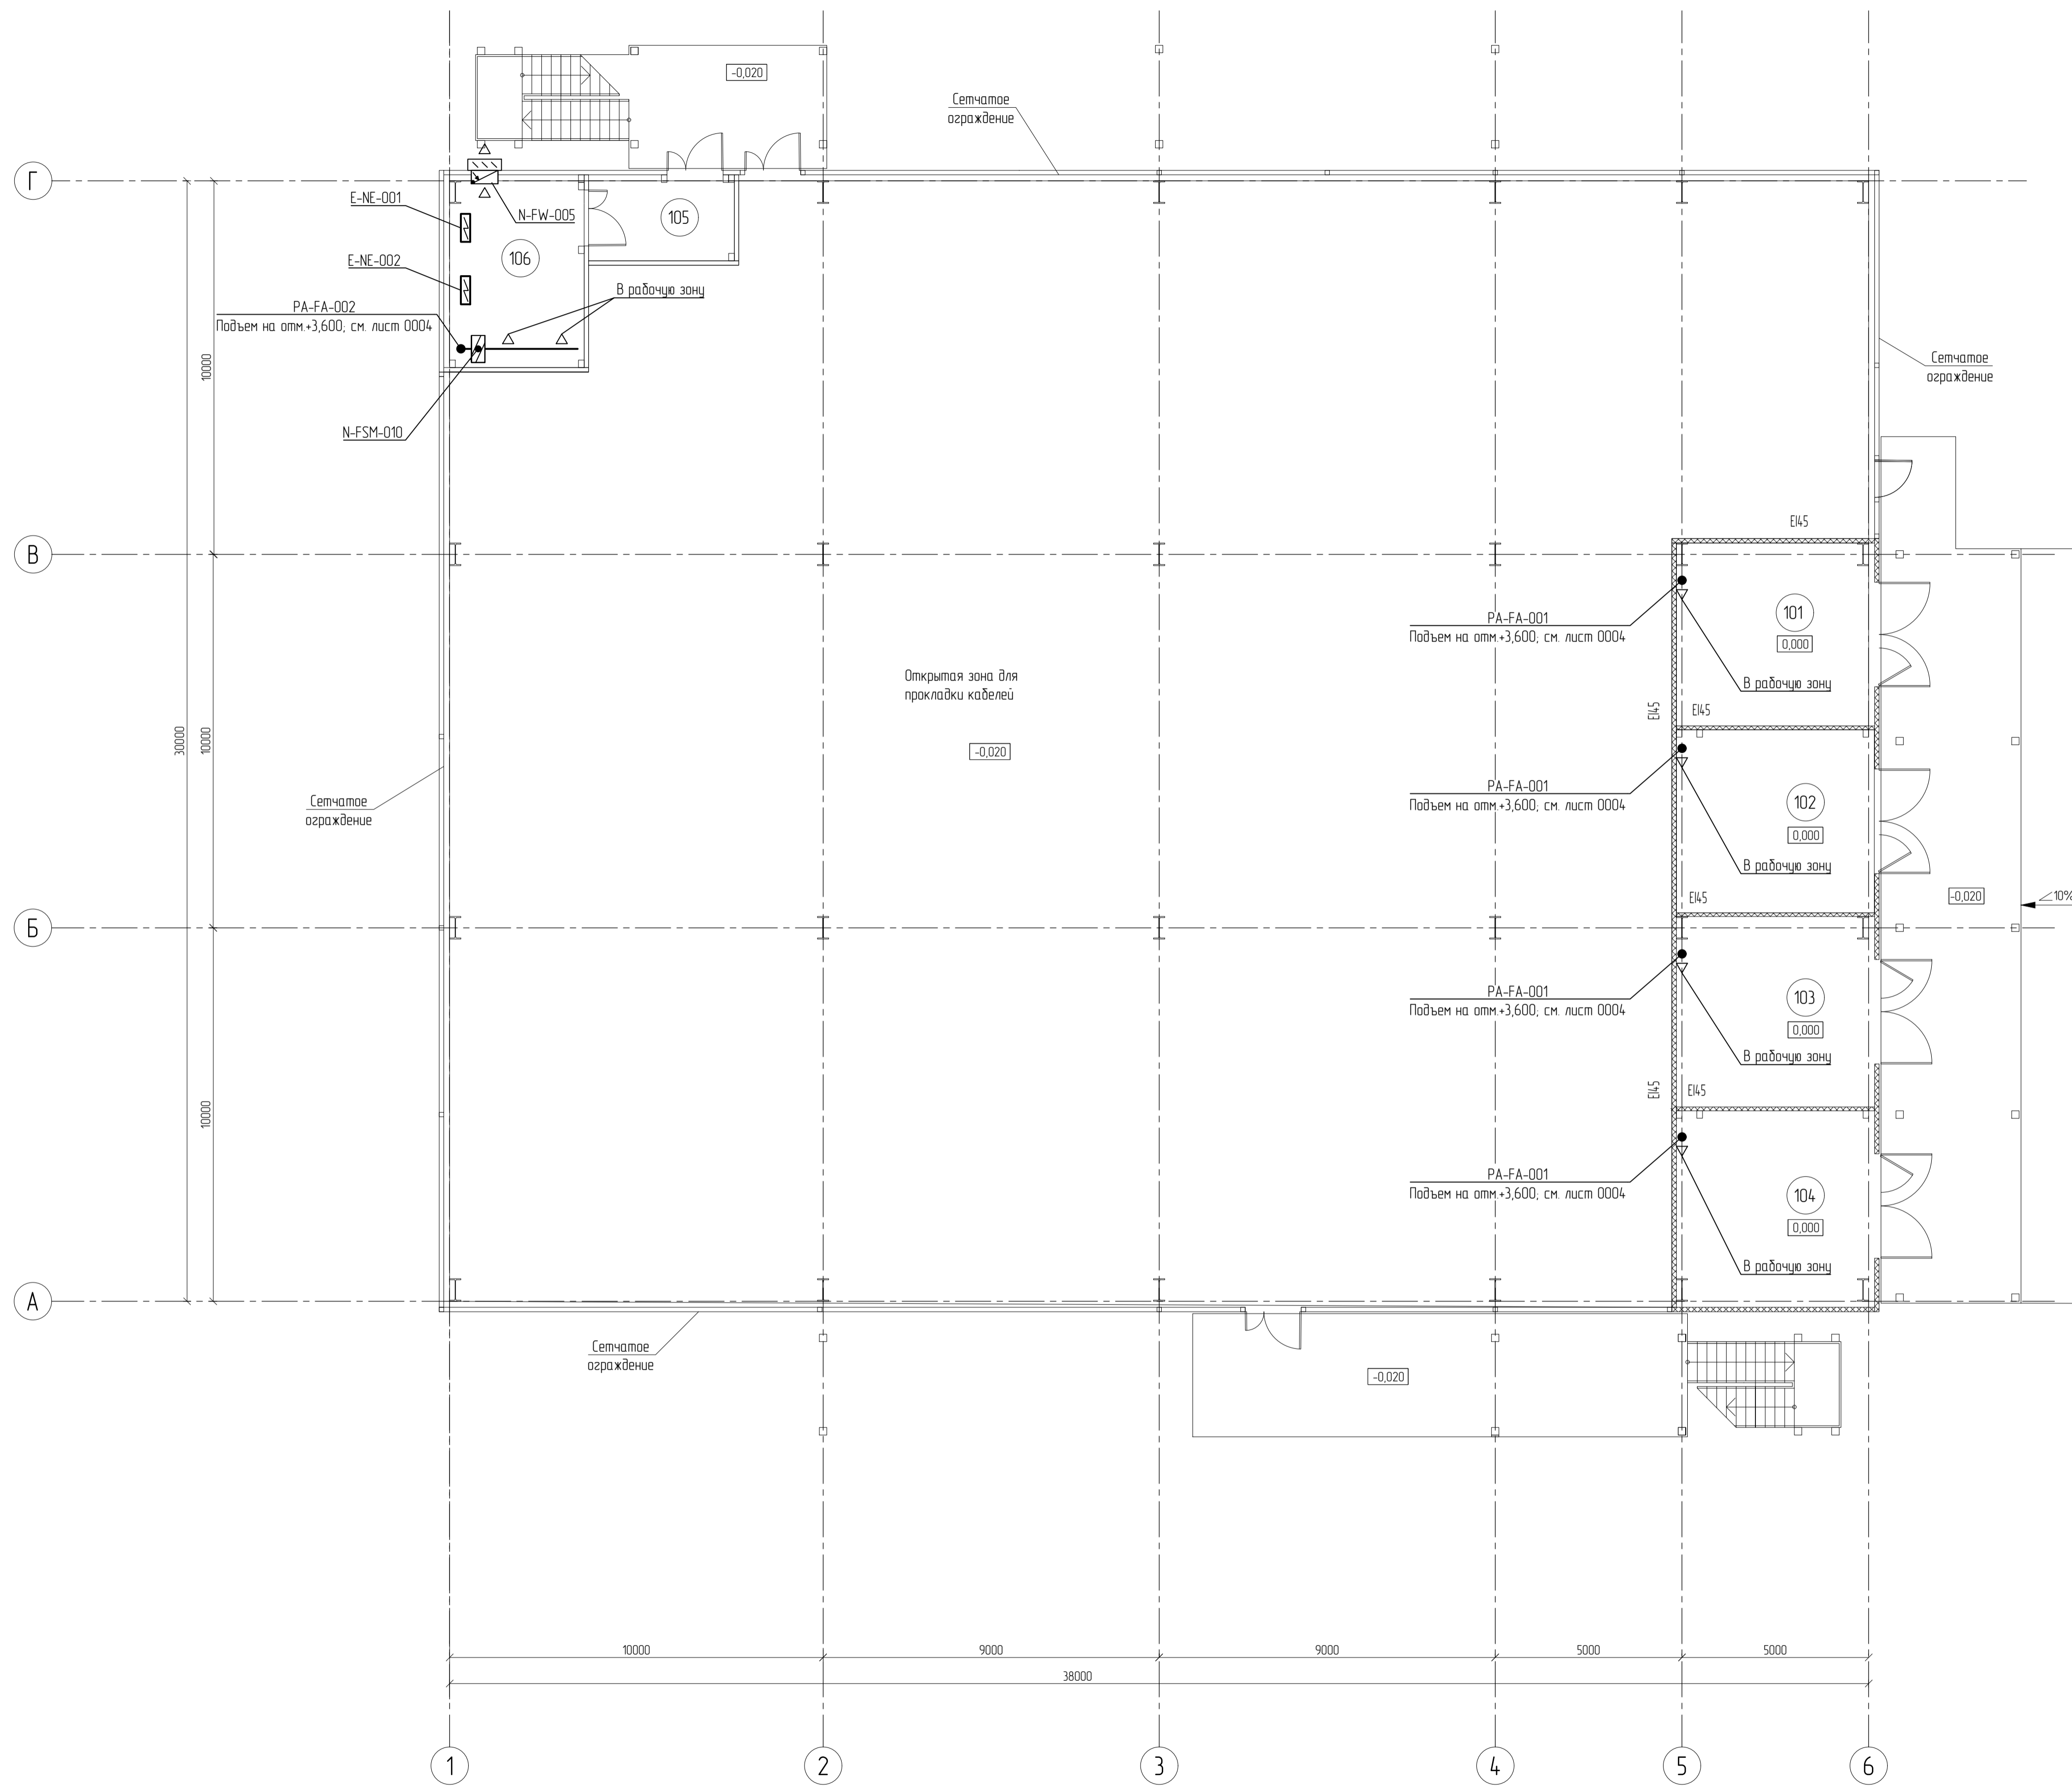 -0,020
Сетчатое
ограждение
Г
E-NE-001
N-FW-005
105
106
E-NE-002
В рабочую зону
PA-FA-002
Подъем на отм.+3,600; см. лист 0004
10000
Сетчатое
ограждение
N-FSM-010
EI45
В
101
PA-FA-001
Подъем на отм.+3,600; см. лист 0004
0,000
Открытая зона для
прокладки кабелей
В рабочую зону
EI45
EI45
30000
10000
-0,020
PA-FA-001
Подъем на отм.+3,600; см. лист 0004
Сетчатое
ограждение
102
0,000
В рабочую зону
EI45
-0,020
10%
Б
PA-FA-001
Подъем на отм.+3,600; см. лист 0004
103
0,000
В рабочую зону
EI45
EI45
10000
PA-FA-001
Подъем на отм.+3,600; см. лист 0004
104
0,000
В рабочую зону
А
Сетчатое
ограждение
-0,020
10000
9000
9000
5000
5000
38000
1
2
3
4
5
6